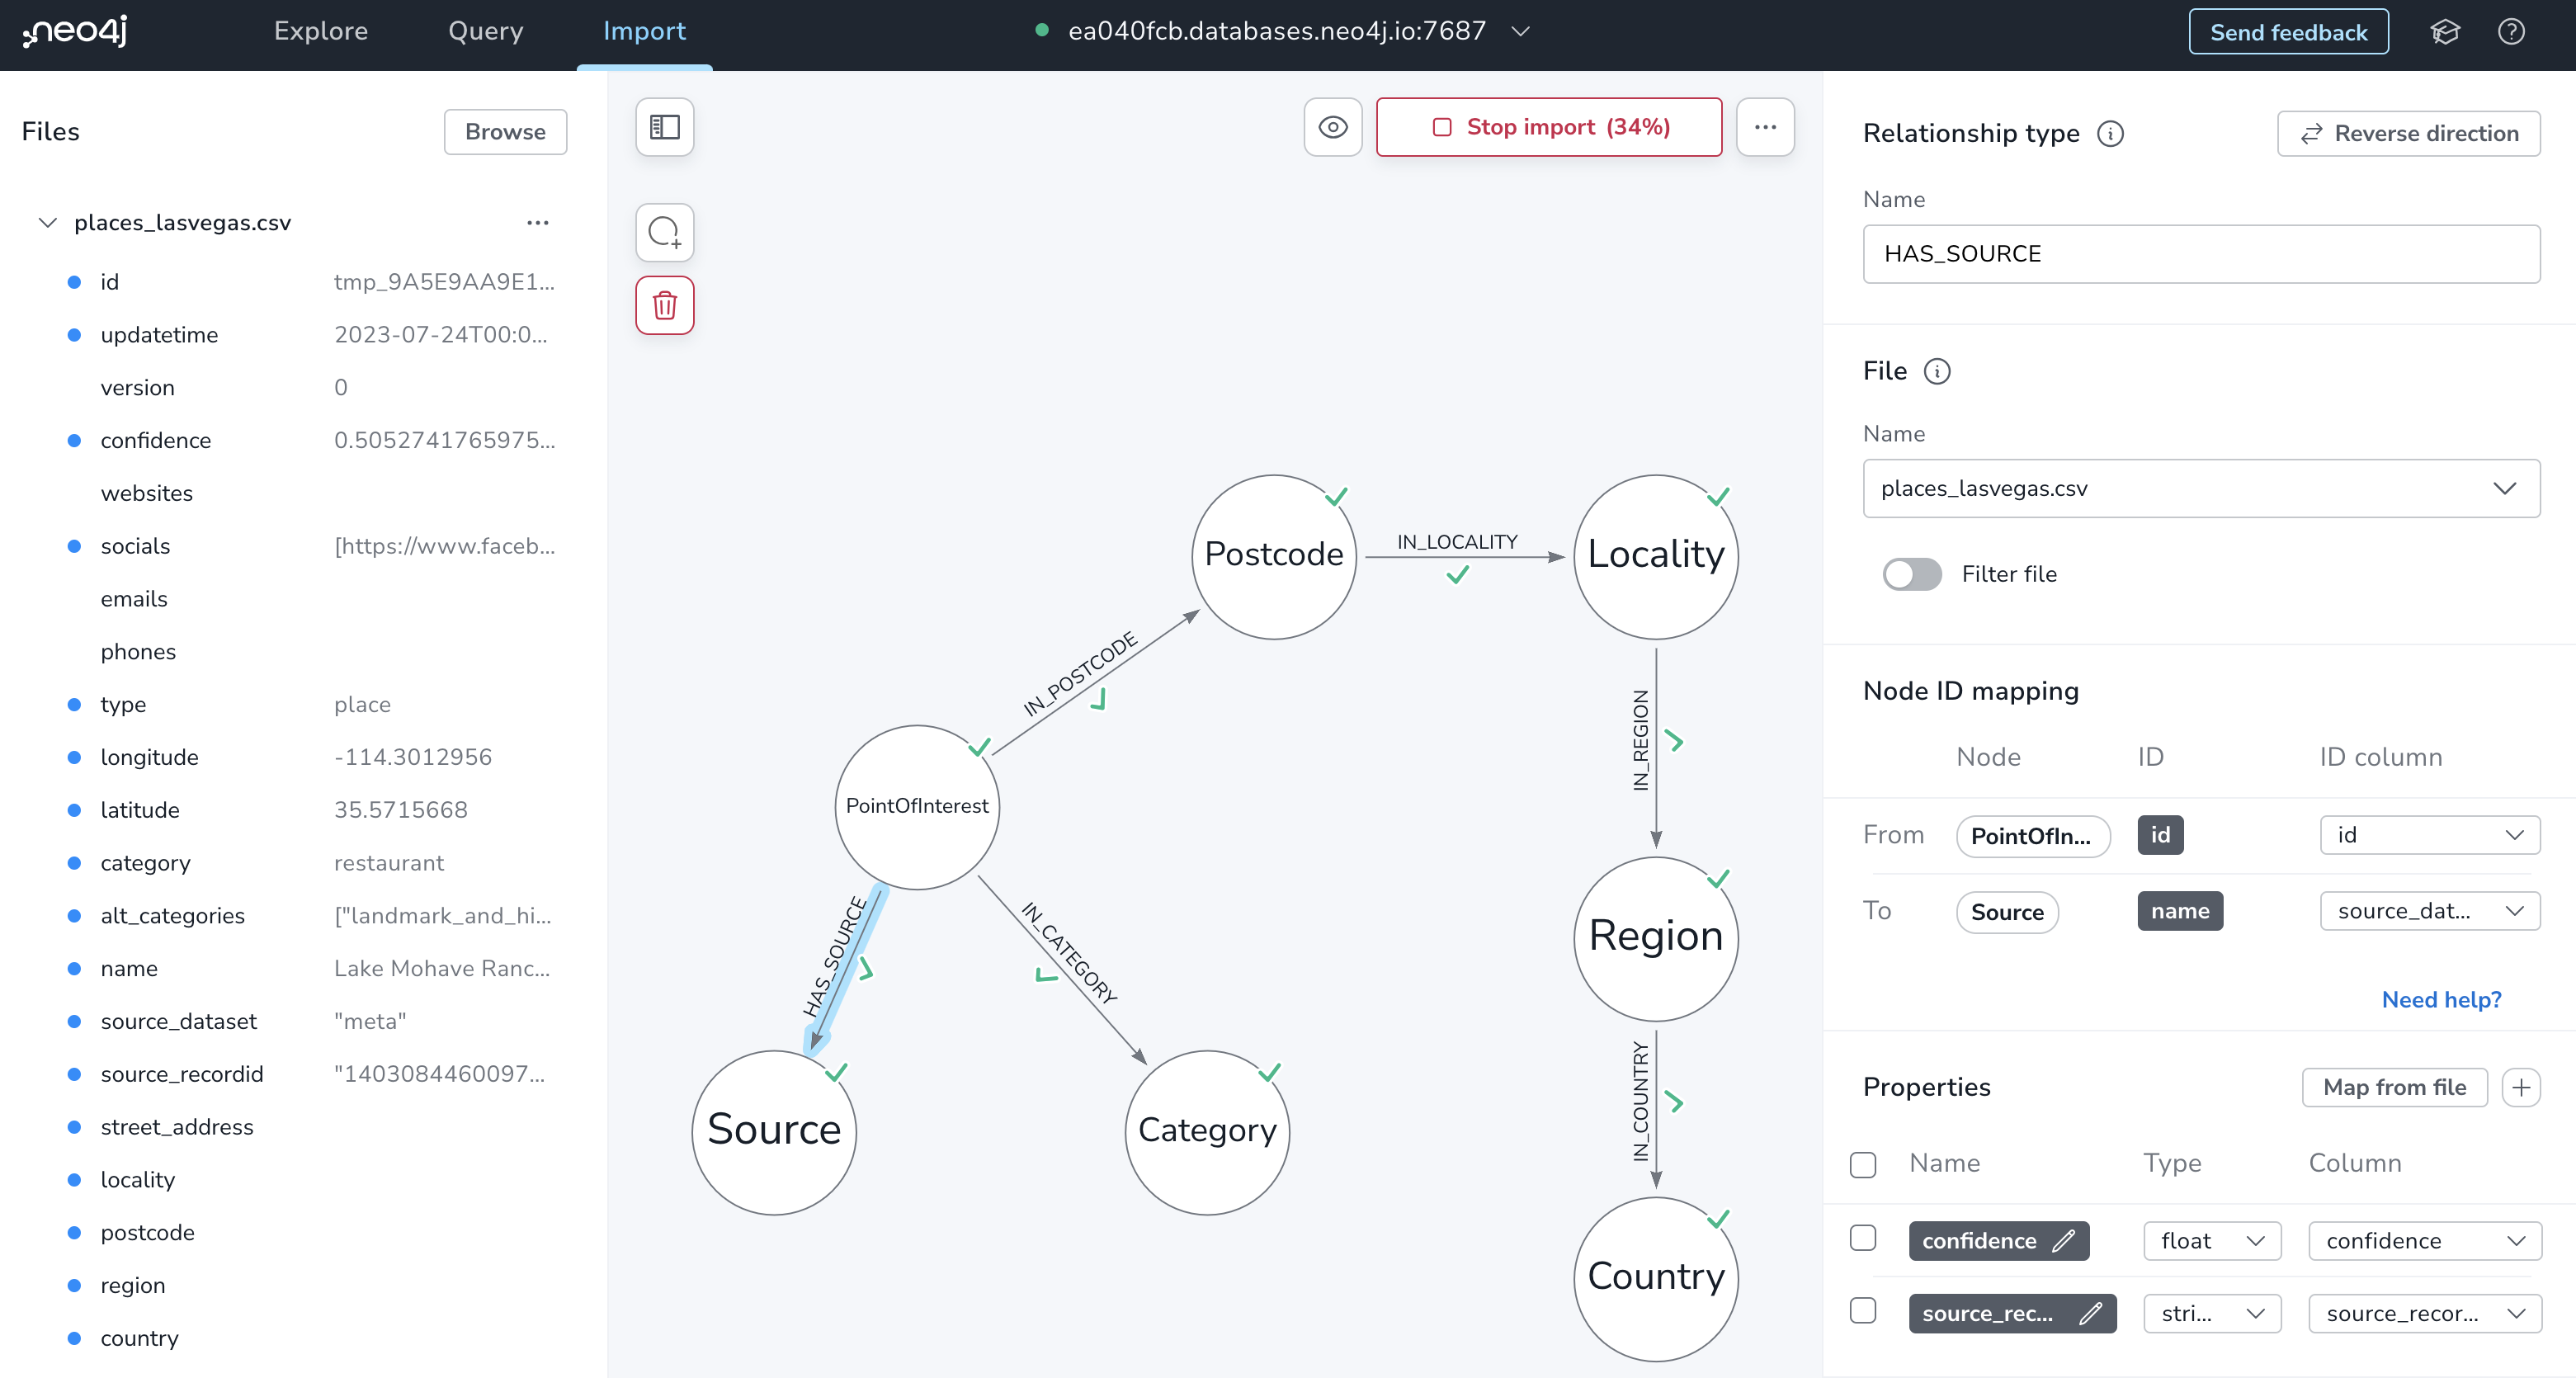 neo4j
Explore
Query
Import
ea040fcb.databases.neo4j.io:7687
Send feedback
Files
Browse
places_lasvegas.csv
id tmp_9A5E9AA9E1...
updatetime 2023-07-24T00:0...
version 0
confidence 0.5052741765975...
websites
socials [https://www.faceb...
emails
phones
type place
longitude -114.3012956
latitude 35.5715668
category restaurant
alt_categories ["landmark_and_hi...
name Lake Mohave Ranc...
source_dataset "meta"
source_recordid "1403084460097...
street_address
locality
postcode
region
country
Stop import (34%)
Postcode
IN_LOCALITY
Locality
IN_POSTCODE
IN_REGION
PointOfInterest
HAS_SOURCE
IN_CATEGORY
Region
Source
Category
IN_COUNTRY
Country
Relationship type
Reverse direction
Name
HAS_SOURCE
File
Name
places_lasvegas.csv
Filter file
Node ID mapping
Node ID ID column
From PointOfIn... id id
To Source name source_dat...
Need help?
Properties
Map from file
Name Type Column
confidence float confidence
source_rec... stri... source_recor...